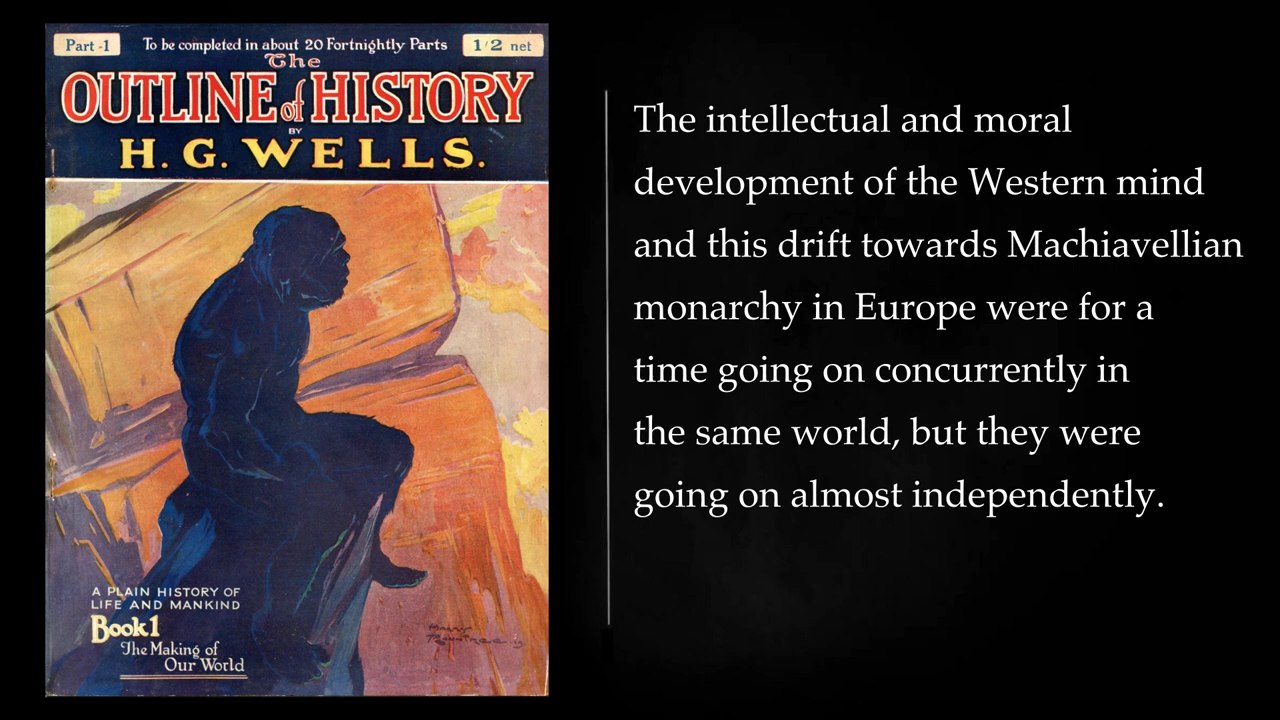 Part -1
To be completed in about 20 Fortnightly Parts
1/2 net
The
OUTLINE of HISTORY
BY
H. G. WELLS.
A PLAIN HISTORY OF
LIFE AND MANKIND
Book 1
The Making of
Our World
The intellectual and moral
development of the Western mind
and this drift towards Machiavellian
monarchy in Europe were for a
time going on concurrently in
the same world, but they were
going on almost independently.